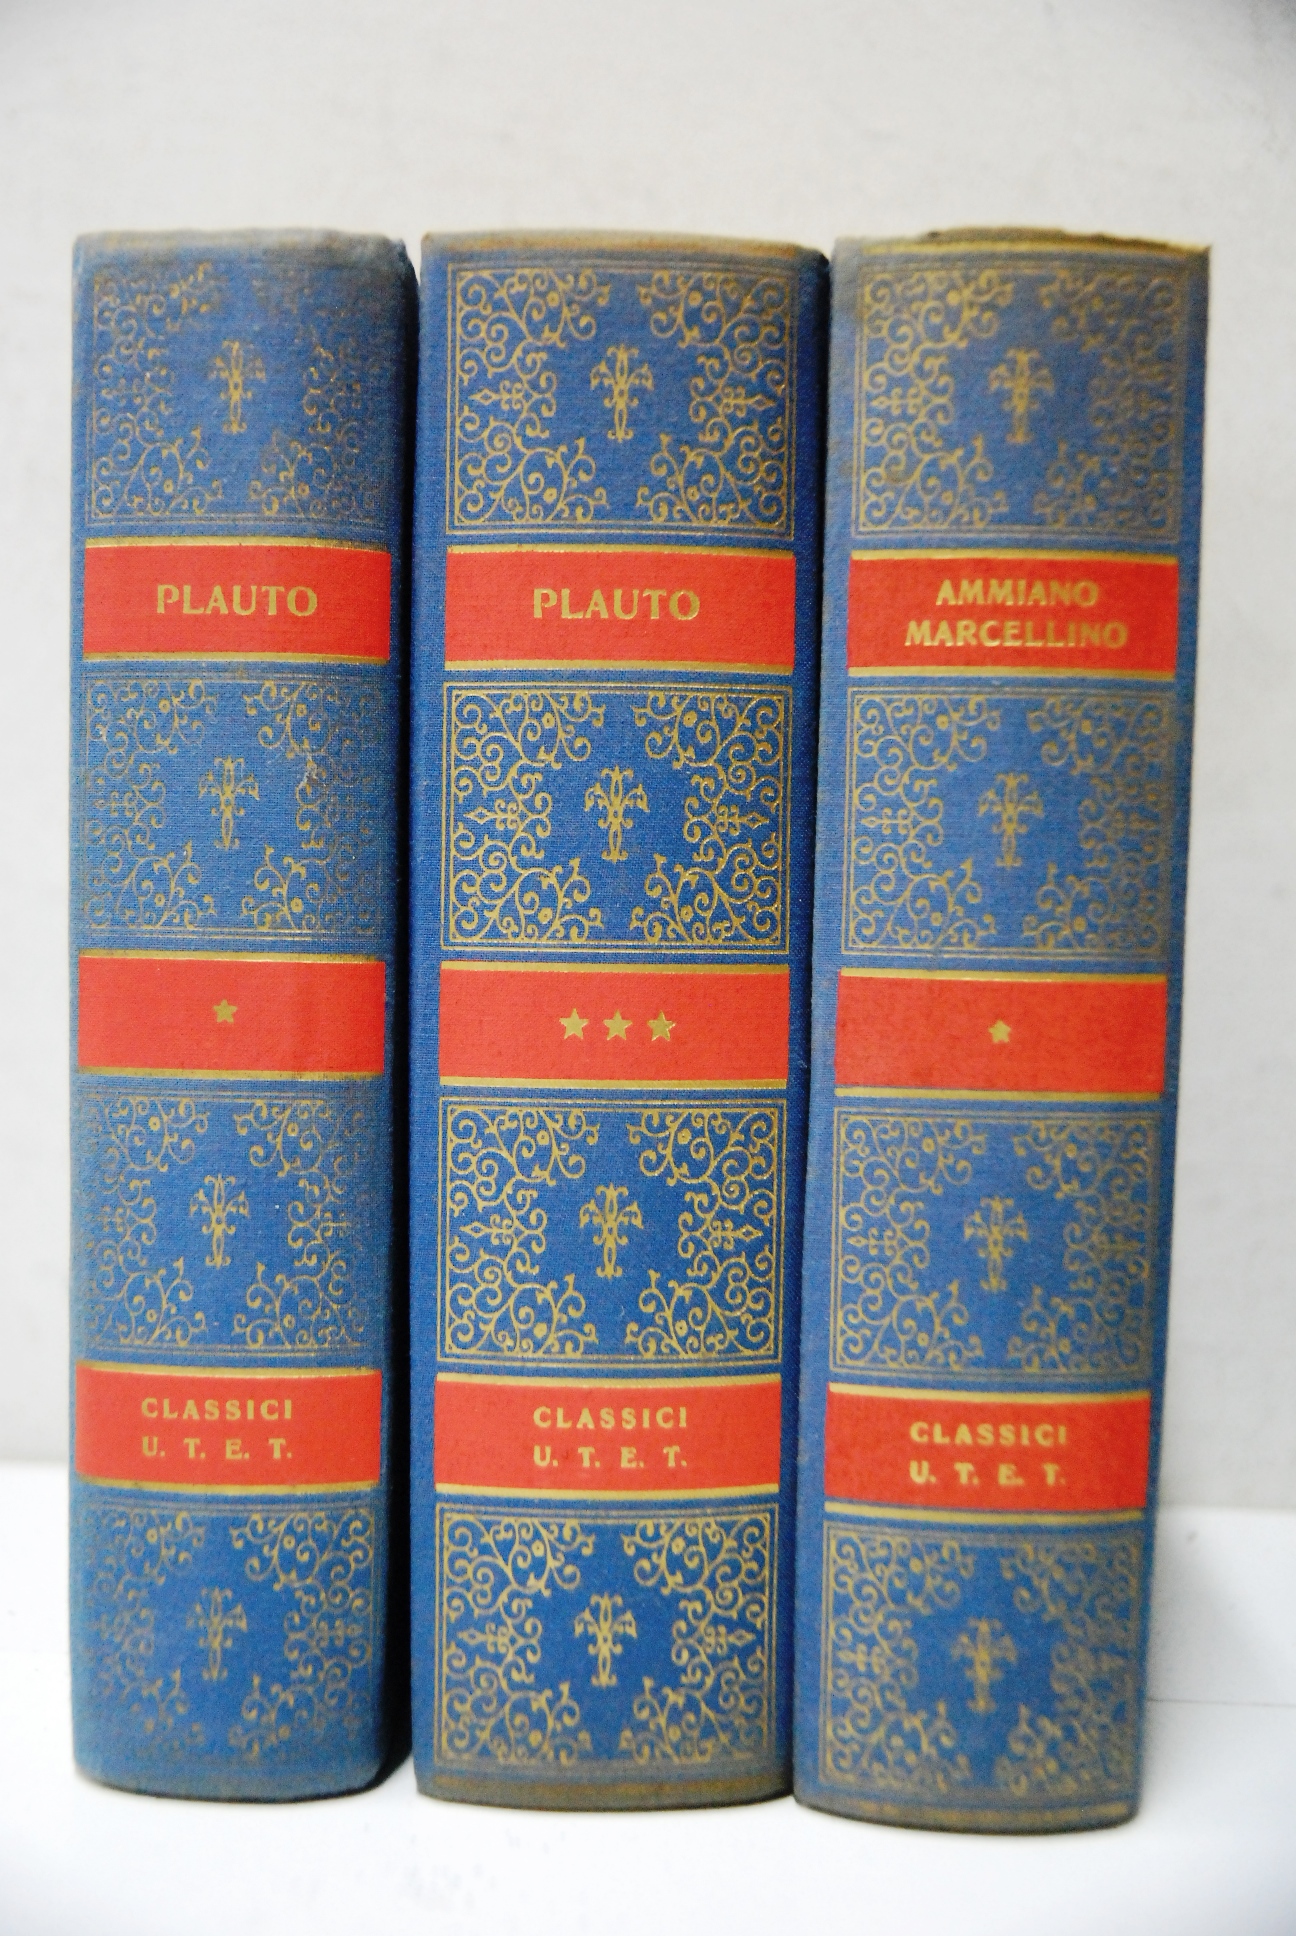 PLAUTO
CLASSICI
U. T. E. T.
PLAUTO
CLASSICI
U. T. E. T.
AMMIANO
MARCELLINO
CLASSICI
U. T. E. T.